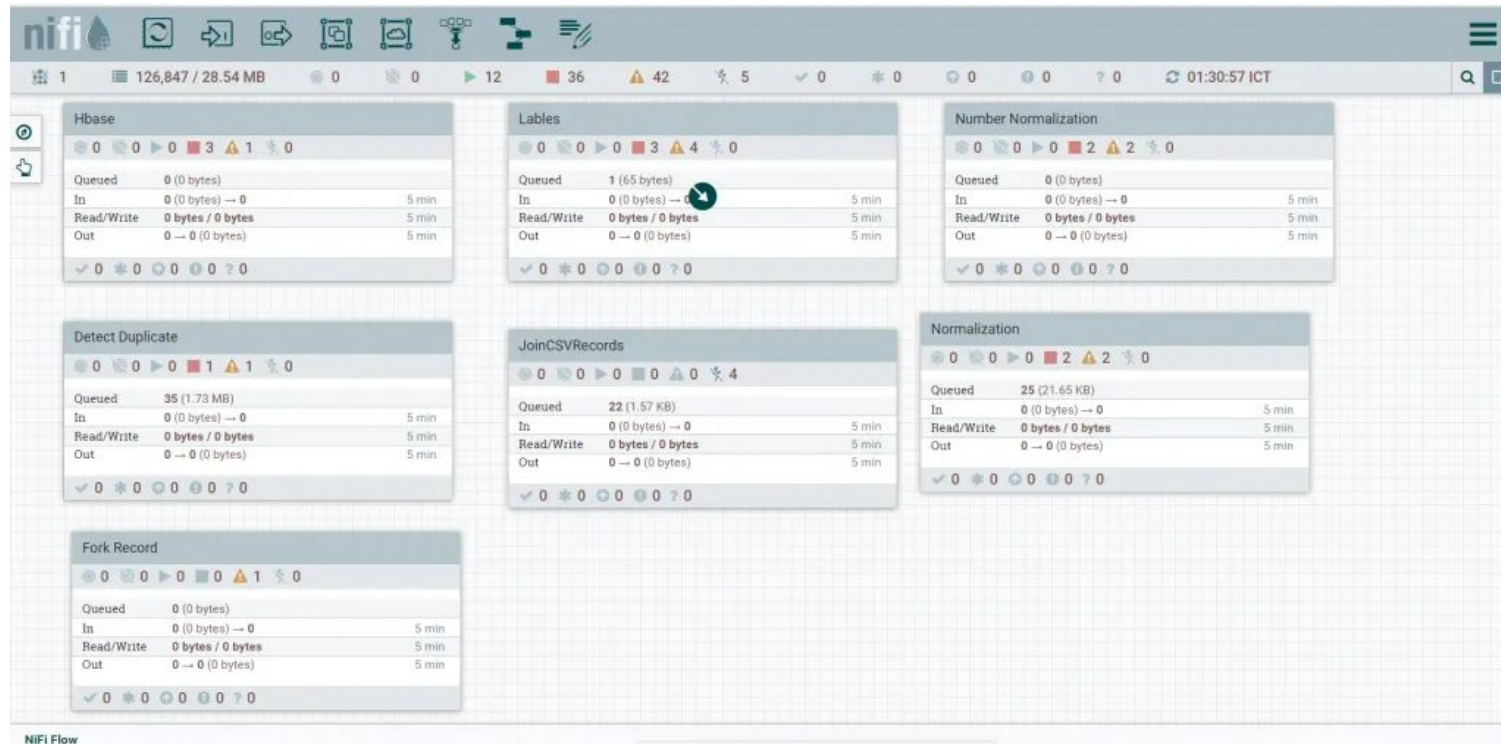 nifi
1 126,847 / 28.54 MB 0 0 12 36 42 5 0 0 0 0 ? 0 01:30:57 ICT
Hbase
0 0 0 3 1 0
Queued 0 (0 bytes)
In 0 (0 bytes) → 0 5 min
Read/Write 0 bytes / 0 bytes 5 min
Out 0 → 0 (0 bytes) 5 min
0 0 0 0 ? 0
Lables
0 0 0 3 4 0
Queued 1 (65 bytes)
In 0 (0 bytes) → 0 5 min
Read/Write 0 bytes / 0 bytes 5 min
Out 0 → 0 (0 bytes) 5 min
0 0 0 0 ? 0
Number Normalization
0 0 0 2 2 0
Queued 0 (0 bytes)
In 0 (0 bytes) → 0 5 min
Read/Write 0 bytes / 0 bytes 5 min
Out 0 → 0 (0 bytes) 5 min
0 0 0 0 ? 0
Detect Duplicate
0 0 0 1 1 0
Queued 35 (1.73 MB)
In 0 (0 bytes) → 0 5 min
Read/Write 0 bytes / 0 bytes 5 min
Out 0 → 0 (0 bytes) 5 min
0 0 0 0 ? 0
JoinCSVRecords
0 0 0 0 0 4
Queued 22 (1.57 KB)
In 0 (0 bytes) → 0 5 min
Read/Write 0 bytes / 0 bytes 5 min
Out 0 → 0 (0 bytes) 5 min
0 0 0 0 ? 0
Normalization
0 0 0 2 2 0
Queued 25 (21.65 KB)
In 0 (0 bytes) → 0 5 min
Read/Write 0 bytes / 0 bytes 5 min
Out 0 → 0 (0 bytes) 5 min
0 0 0 0 ? 0
Fork Record
0 0 0 0 1 0
Queued 0 (0 bytes)
In 0 (0 bytes) → 0 5 min
Read/Write 0 bytes / 0 bytes 5 min
Out 0 → 0 (0 bytes) 5 min
0 0 0 0 ? 0
NiFi Flow